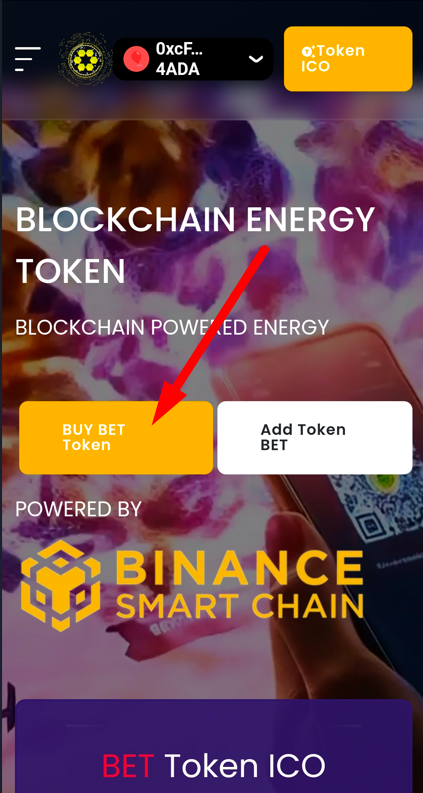 0xcF...
4ADA
Token
ICO
BLOCKCHAIN ENERGY
TOKEN
BLOCKCHAIN POWERED ENERGY
BUY BET
Token
Add Token
BET
POWERED BY
BINANCE
SMART CHAIN
BET Token ICO